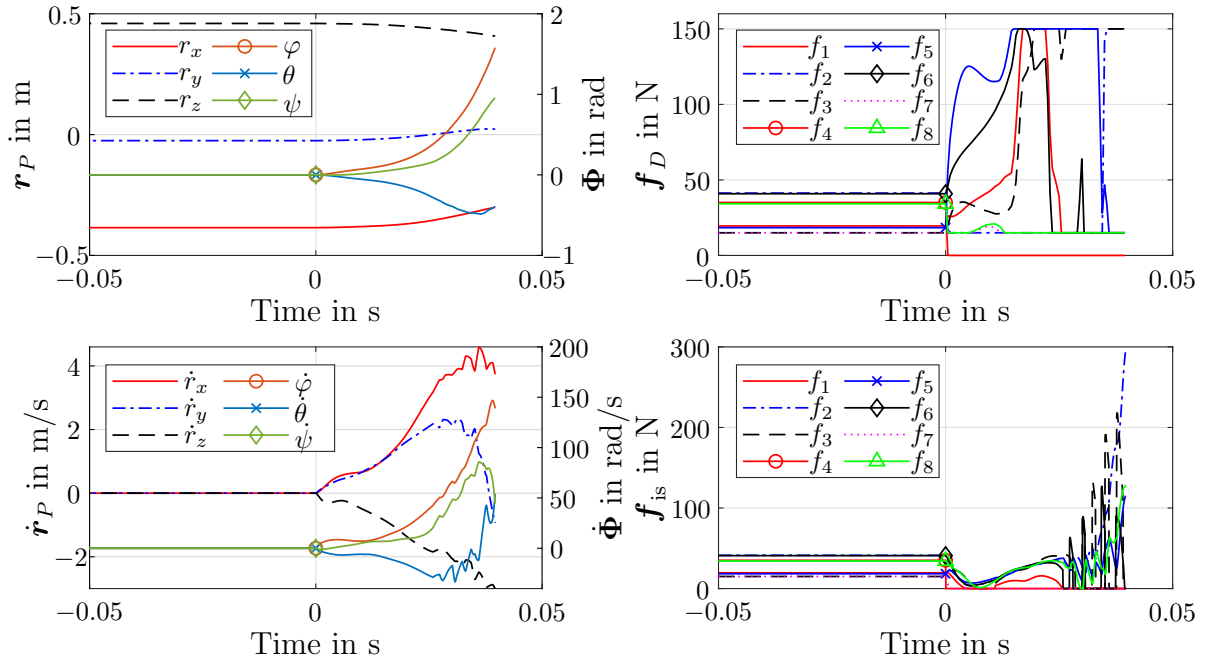 0.5
0
−0.5
r_P in m
2
1
0
−1
Φ in rad
r_x φ
r_y θ
r_z ψ
−0.05 0 0.05
Time in s
150
100
50
0
f_D in N
f_1 f_5
f_2 f_6
f_3 f_7
f_4 f_8
−0.05 0 0.05
Time in s
4
2
0
−2
ṙ_P in m/s
200
150
100
50
0
Φ̇ in rad/s
ṙ_x φ̇
ṙ_y θ̇
ṙ_z ψ̇
−0.05 0 0.05
Time in s
300
200
100
0
f_is in N
f_1 f_5
f_2 f_6
f_3 f_7
f_4 f_8
−0.05 0 0.05
Time in s